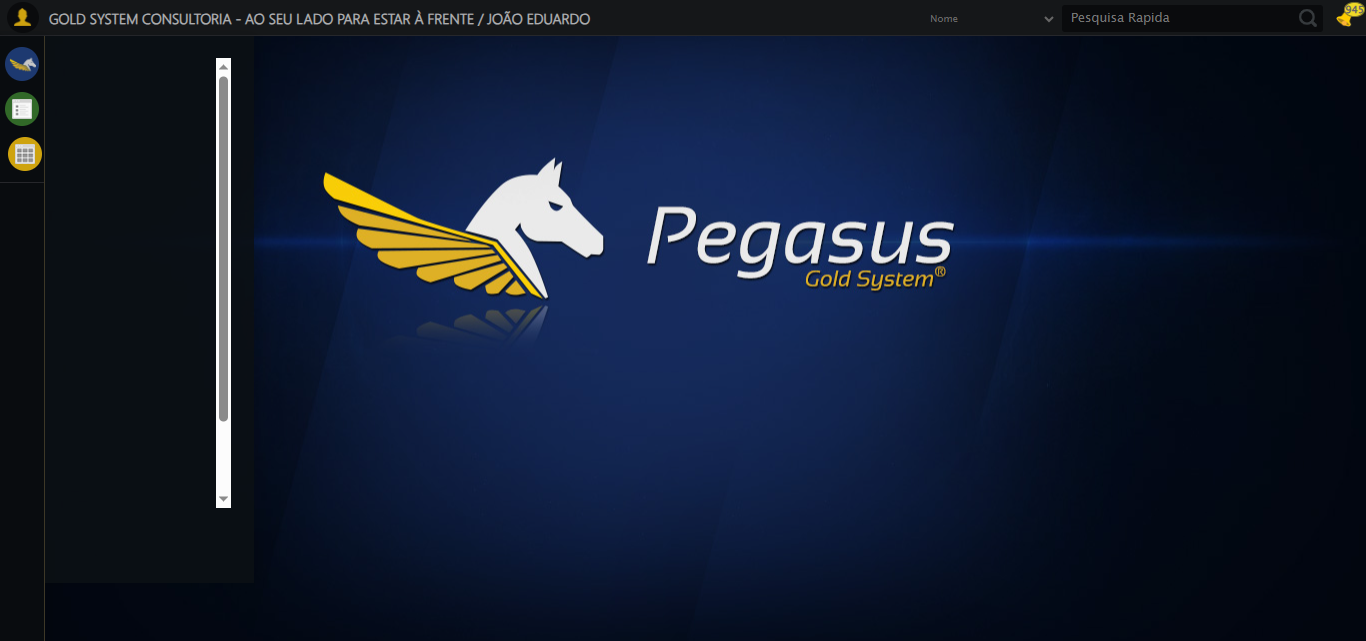 GOLD SYSTEM CONSULTORIA - AO SEU LADO PARA ESTAR À FRENTE / JOÃO EDUARDO
Nome
Pesquisa Rapida
945
Pegasus
Gold System®